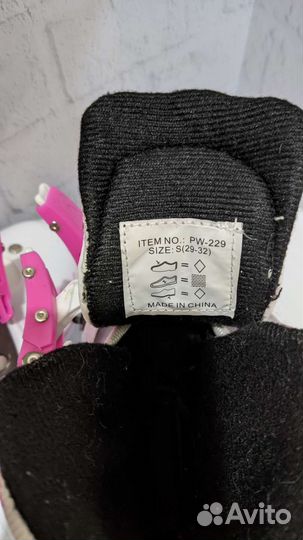 ITEM NO.: PW-229
SIZE: S(29-32)
=
=
=
MADE IN CHINA
Avito